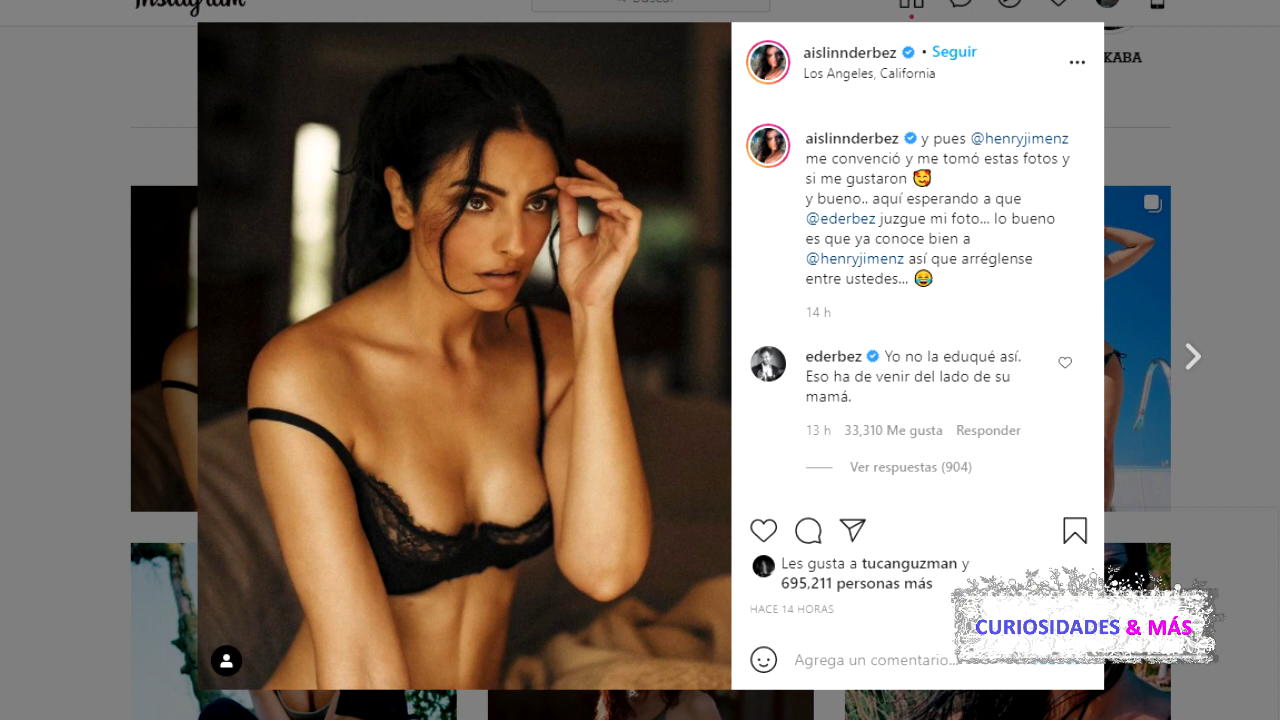 Instagram
Buscar
KABA
aislinnderbez • Seguir
Los Angeles, California
aislinnderbez y pues @henryjimenz
me convenció y me tomó estas fotos y
si me gustaron 🥰
y bueno.. aquí esperando a que
@ederbez juzgue mi foto... lo bueno
es que ya conoce bien a
@henryjimenz así que arréglense
entre ustedes... 😂
14 h
ederbez Yo no la eduqué así.
Eso ha de venir del lado de su
mamá.
13 h 33,310 Me gusta Responder
Ver respuestas (904)
Les gusta a tucanguzman y
695,211 personas más
HACE 14 HORAS
CURIOSIDADES & MÁS
Agrega un comentario...